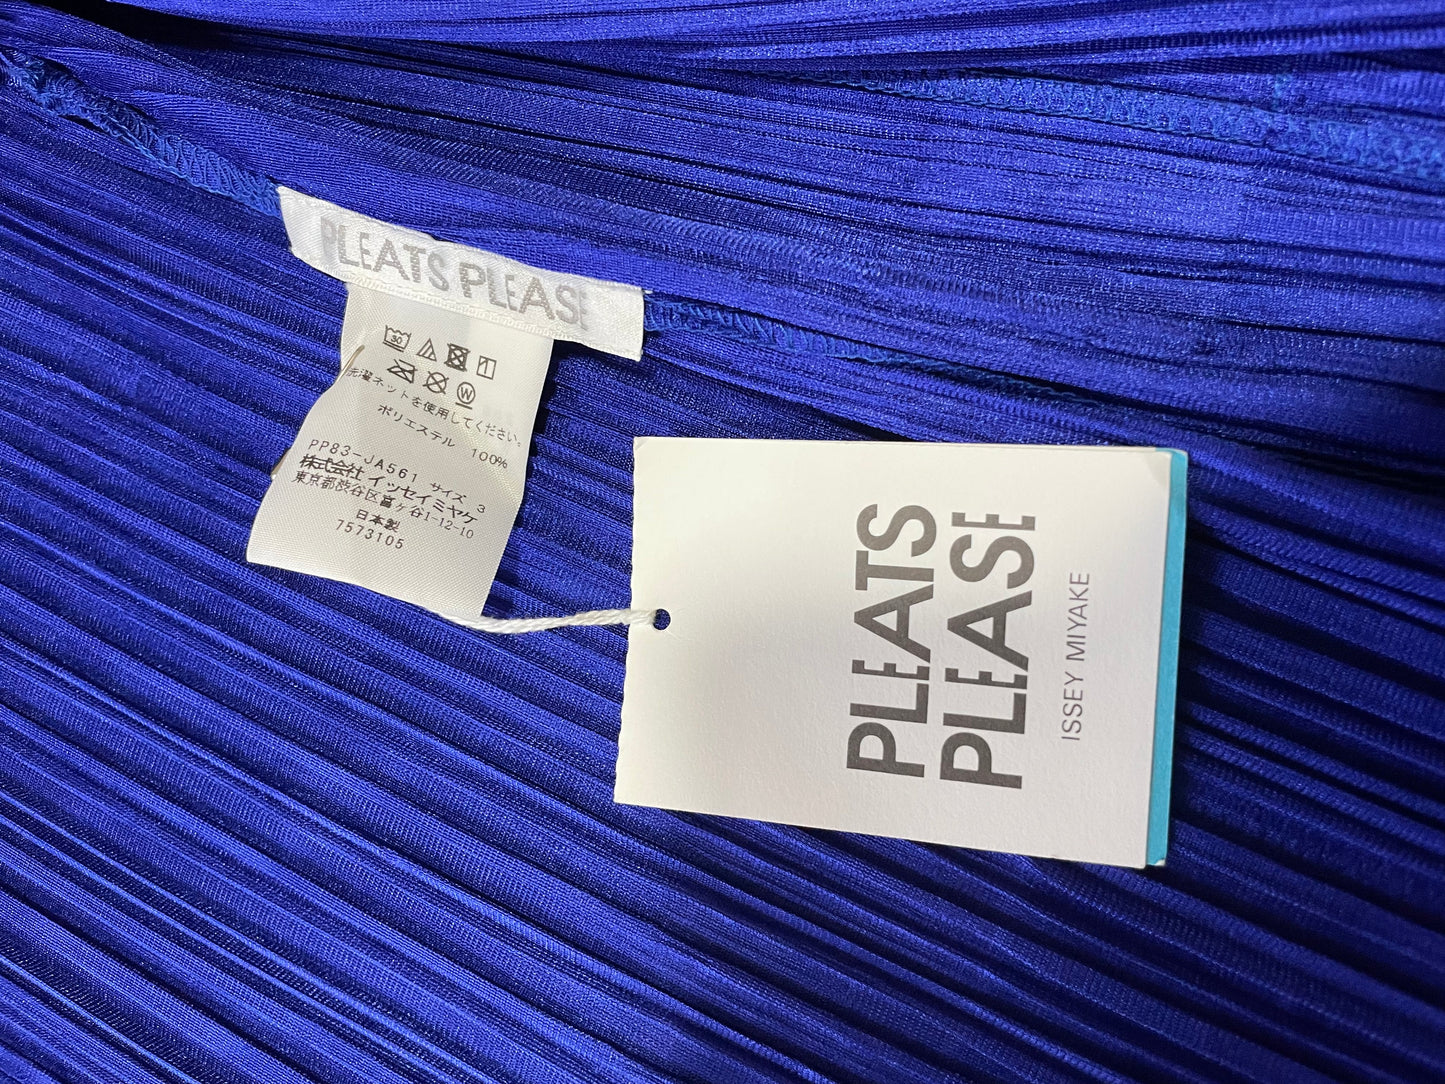 PLEATS PLEASE
30
洗濯ネットを使用してください。
ポリエステル 100%
PP83-JA561 サイズ 3
株式会社 イッセイミヤケ
東京都渋谷区富ヶ谷1-12-10
日本製
7573105
PLEATS
PLEASE
ISSEY MIYAKE